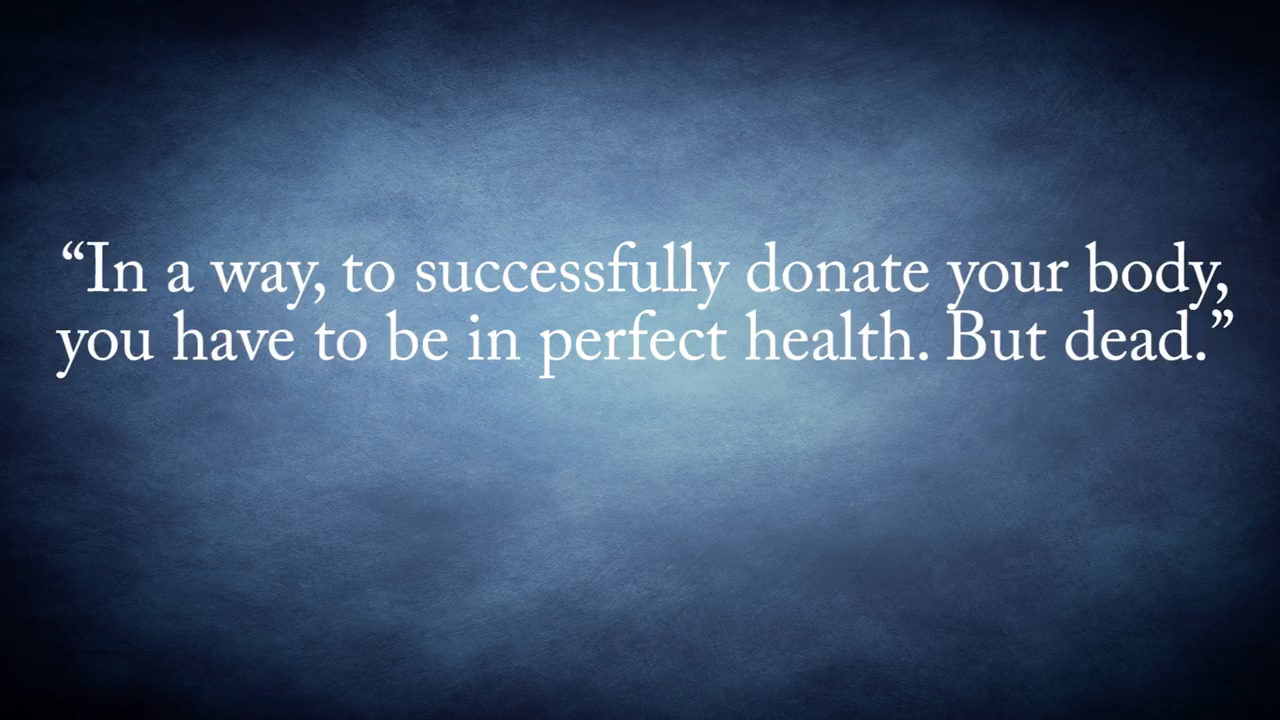 “In a way, to successfully donate your body,
you have to be in perfect health. But dead.”